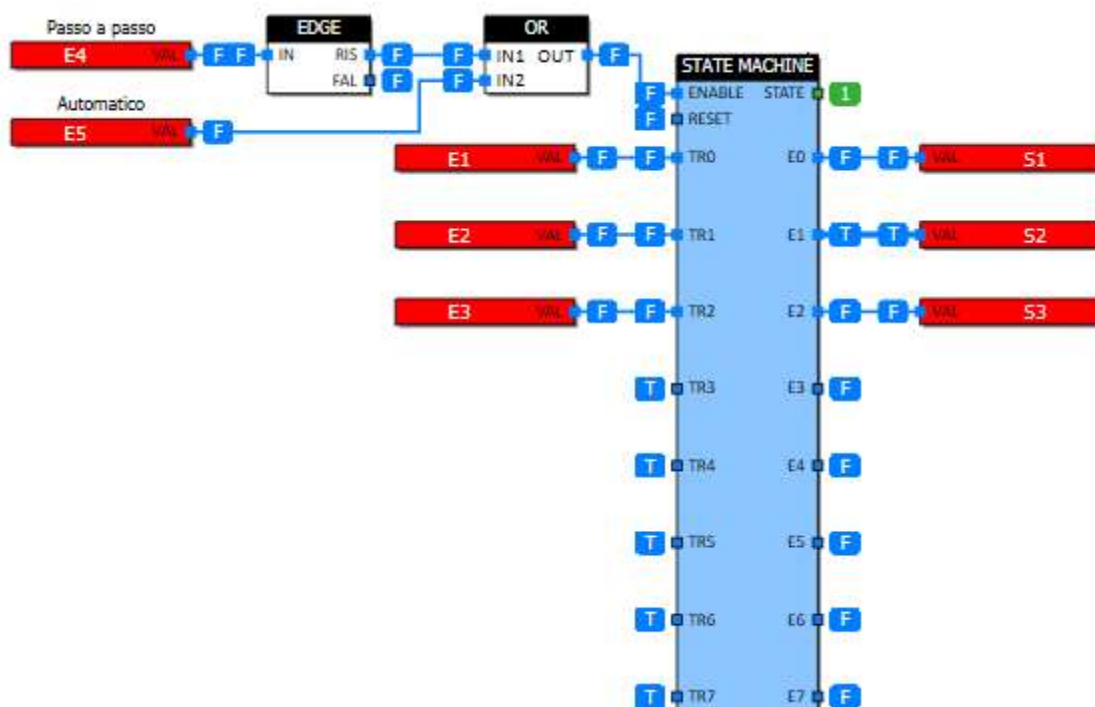 Passo a passo
E4 VAL F F IN
EDGE
RIS F F
FAL F
OR
IN1 OUT F
IN2
Automatico
E5 VAL F
STATE MACHINE
F ENABLE STATE 1
F RESET
E1 VAL F F TR0 E0 F F VAL S1
E2 VAL F F TR1 E1 T T VAL S2
E3 VAL F F TR2 E2 F F VAL S3
T TR3 E3 F
T TR4 E4 F
T TR5 E5 F
T TR6 E6 F
T TR7 E7 F